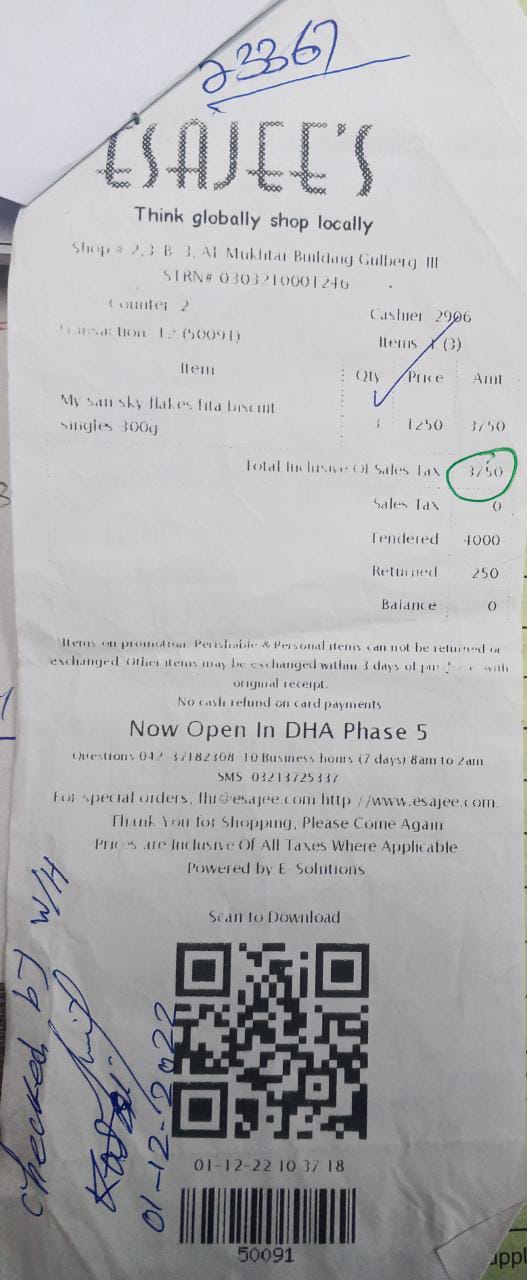 23367
ESAJEE'S
Think globally shop locally
Shop # 2,3 B 3, Al Mukhtar Building Gulberg III
STRN# 0303210001246
Counter 2 Cashier 2906
Transaction 12 (50091) Items 1 (3)
Item Qty Price Amt
My san sky flakes fita biscuit
singles 300g 3 1250 3750
Total Inclusive Of Sales Tax 3750
Sales Tax 0
Tendered 4000
Returned 250
Balance 0
*Items on promotion, Perishable & Personal items can not be returned or
exchanged. Other items may be exchanged within 3 days of purchase with
original receipt.
No cash refund on card payments
Now Open In DHA Phase 5
Questions 042 37182308 10 Business hours (7 days) 8am to 2am
SMS 03213725337
For special orders, lhr@esajee.com http //www.esajee.com.
Thank You for Shopping, Please Come Again
Prices are Inclusive Of All Taxes Where Applicable
Powered by E Solutions
Scan to Download
checked by W/H
01-12-2022
01-12-22 10 37 18
50091